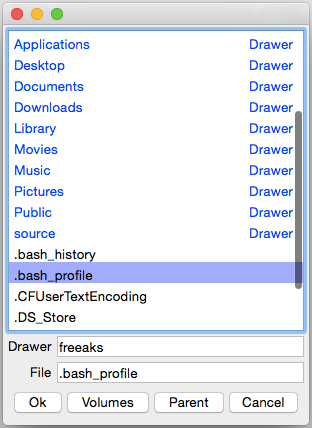 Applications Drawer
Desktop Drawer
Documents Drawer
Downloads Drawer
Library Drawer
Movies Drawer
Music Drawer
Pictures Drawer
Public Drawer
source Drawer
.bash_history
.bash_profile
.CFUserTextEncoding
.DS_Store
Drawer freeaks
File .bash_profile
Ok Volumes Parent Cancel